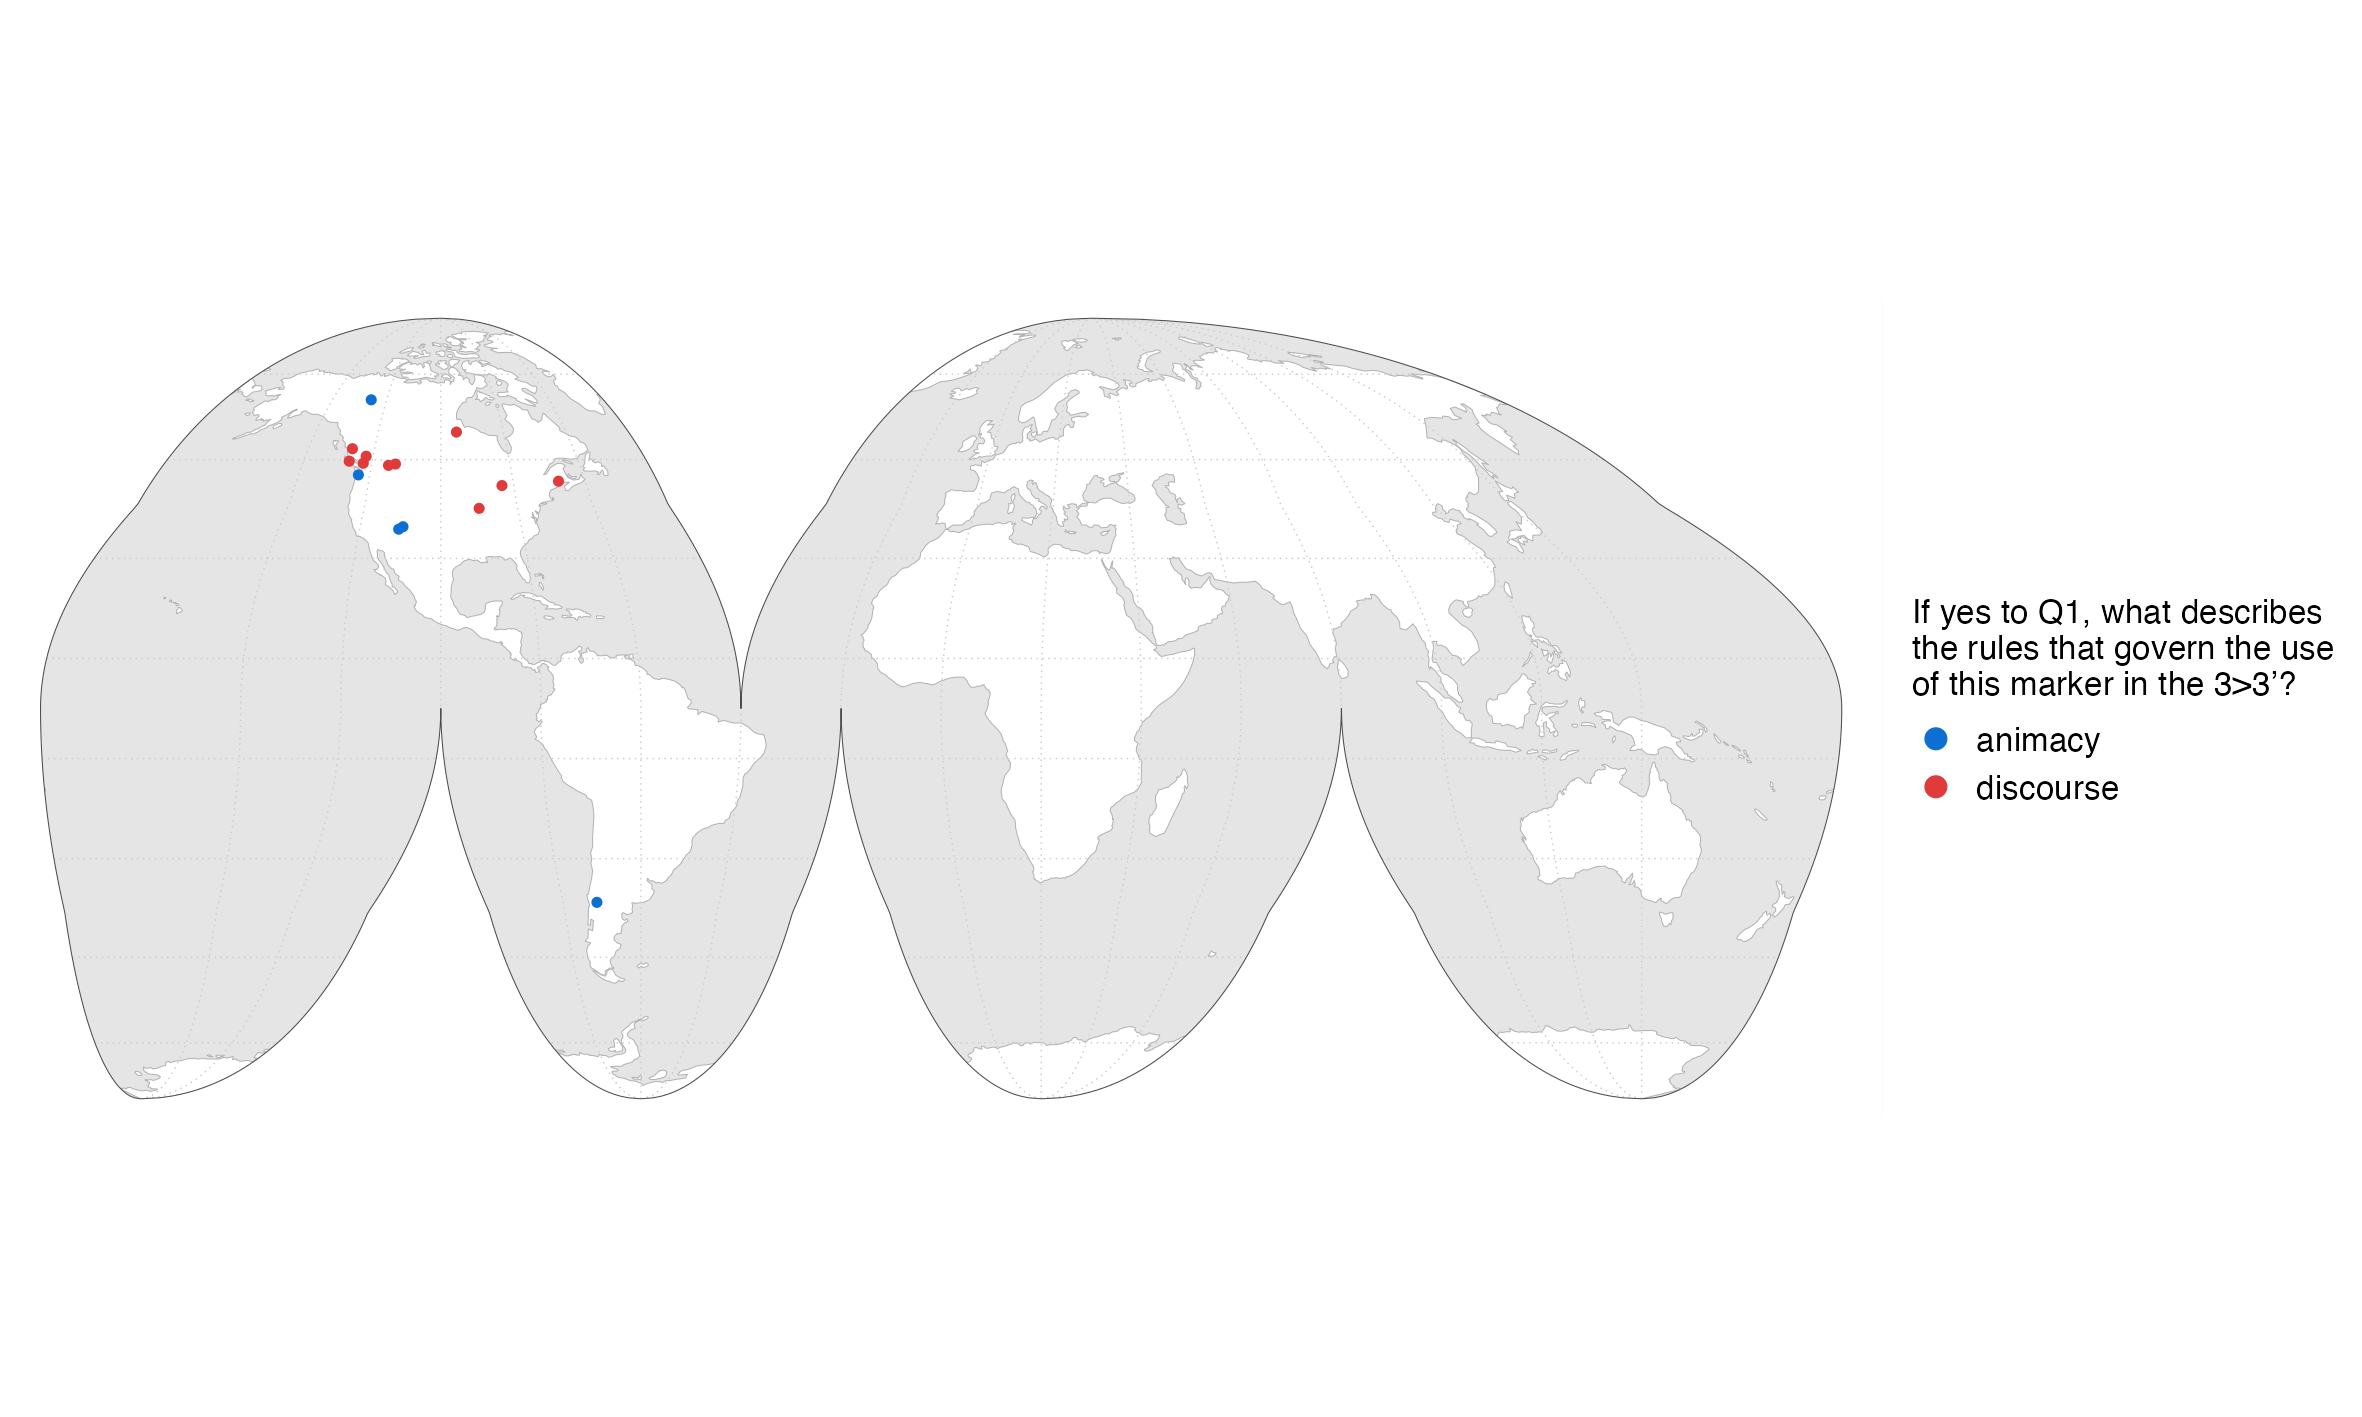 If yes to Q1, what describes
the rules that govern the use
of this marker in the 3>3’?
animacy
discourse